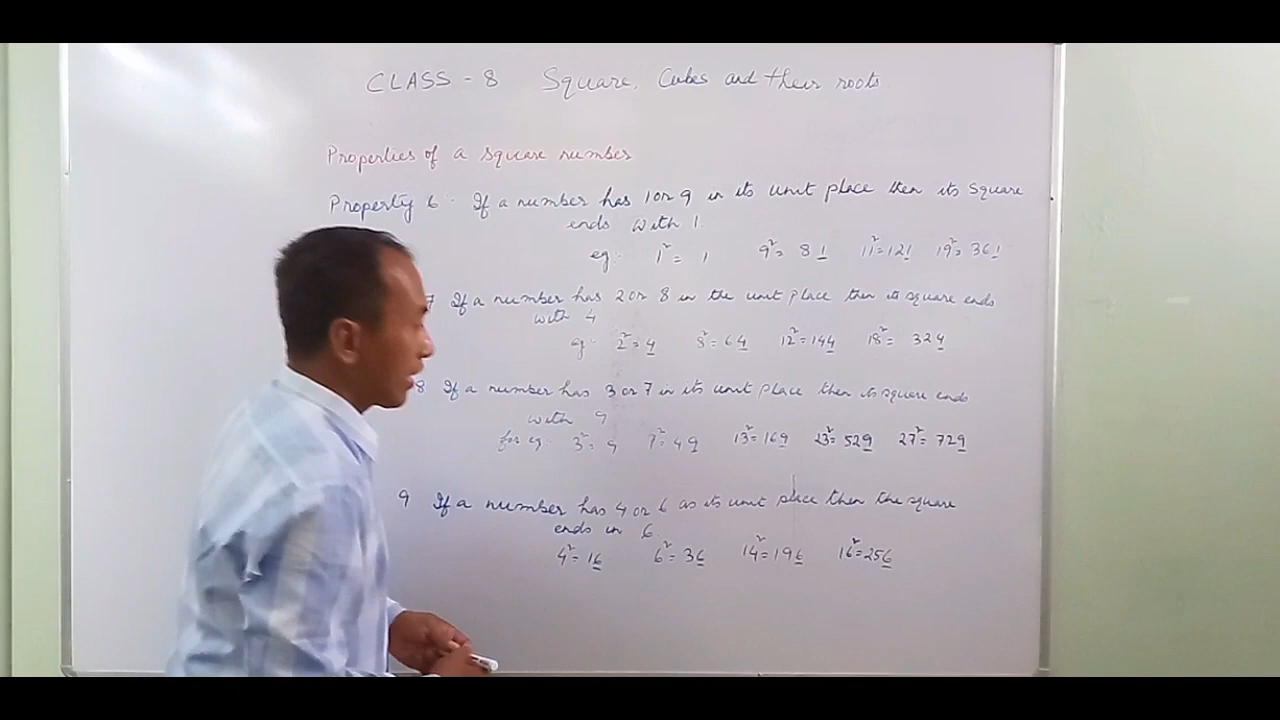 CLASS - 8 Square, Cubes and their roots
Properties of a square number
Property 6:- If a number has 1 or 9 in its unit place then its square
ends with 1.
eg:- 1² = 1 9² = 81 11² = 121 19² = 361
7 If a number has 2 or 8 in the unit place then its square ends
with 4
eg:- 2² = 4 8² = 64 12² = 144 18² = 324
8 If a number has 3 or 7 in its unit place then its square ends
with 9
for eg:- 3² = 9 7² = 49 13² = 169 23² = 529 27² = 729
9 If a number has 4 or 6 as its unit place then the square
ends in 6
4² = 16 6² = 36 14² = 196 16² = 256